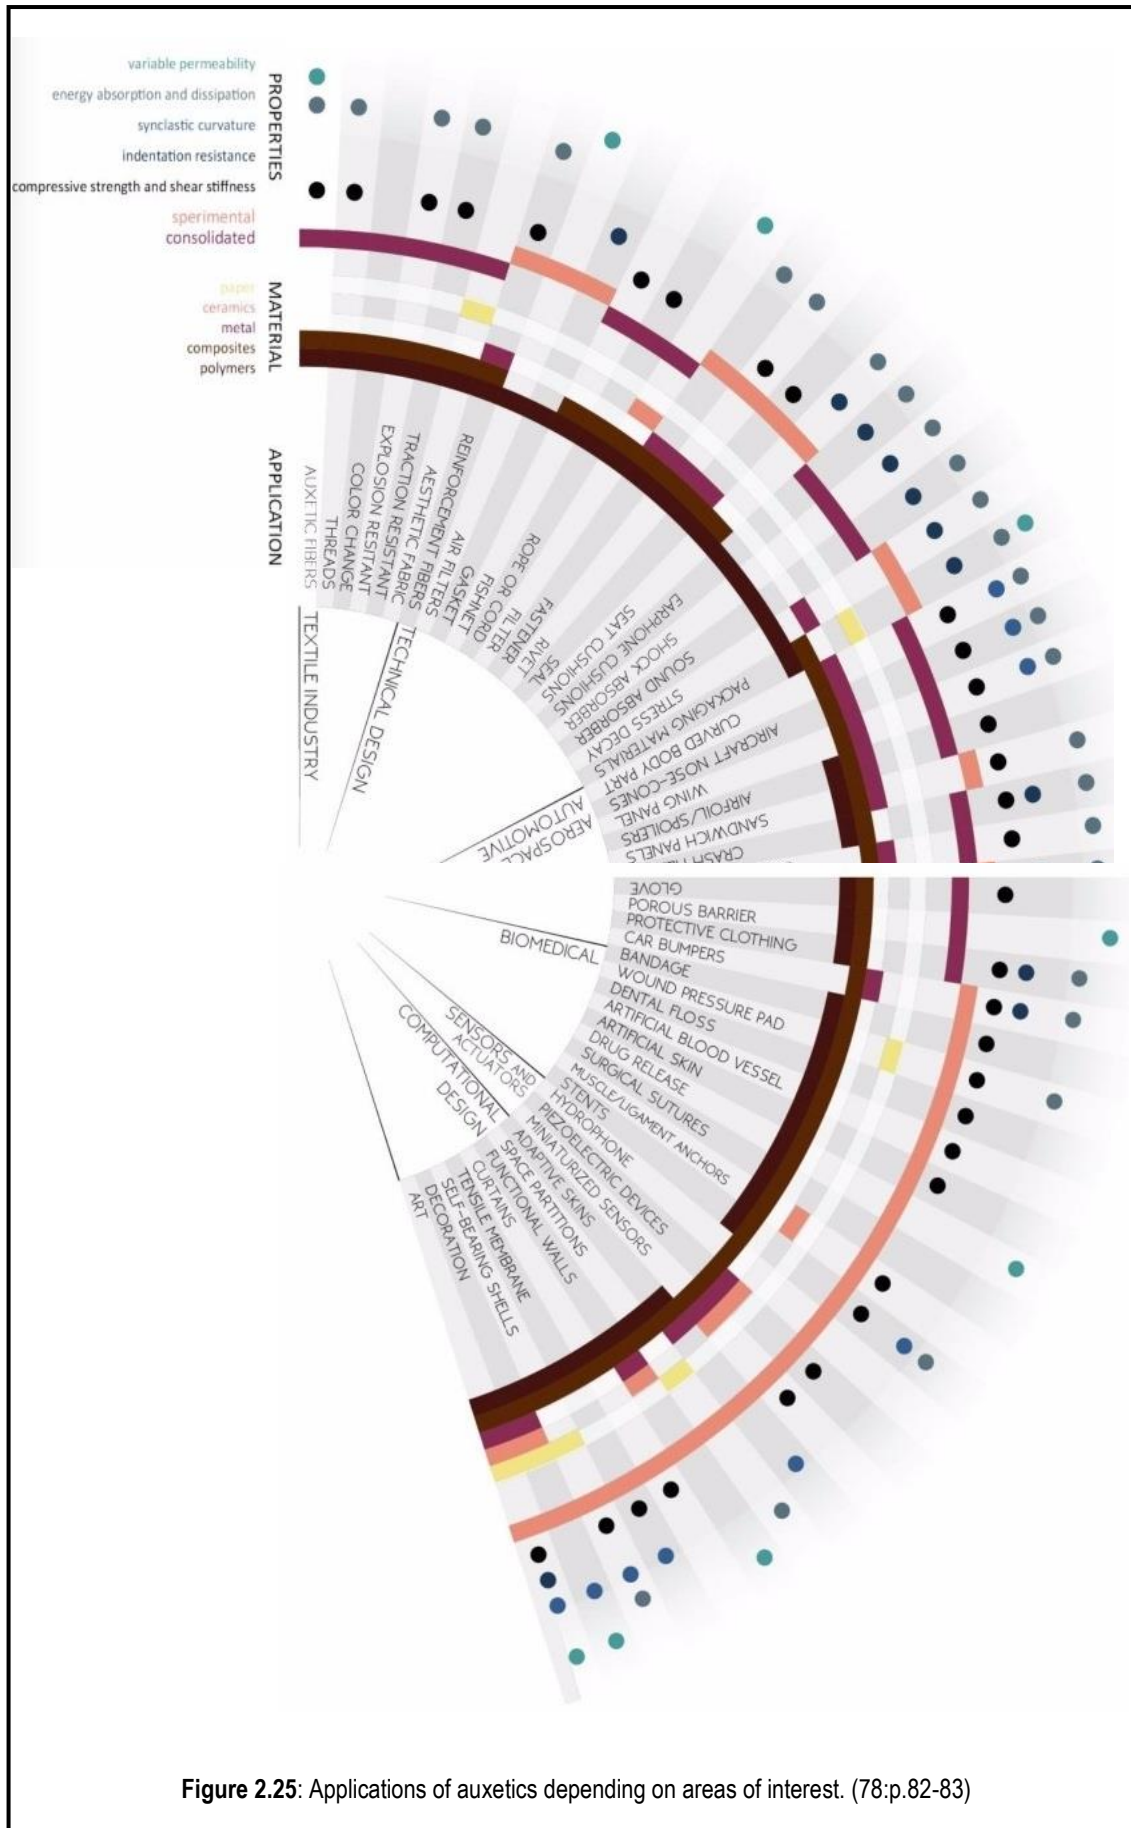 variable permeability
energy absorption and dissipation
synclastic curvature
indentation resistance
compressive strength and shear stiffness
PROPERTIES
sperimental
consolidated
paper
ceramics
metal
composites
polymers
MATERIAL
APPLICATION
AUXETIC FIBERS
THREADS
COLOR CHANGE
EXPLOSION RESITANT
TRACTION RESISTANT
AESTHETIC FABRIC
REINFORCEMENT FIBERS
AIR FILTERS
GASKET
FISHNET
ROPE OR CORD
FILTER
FASTENER
RIVET
SEAL
SEAT CUSHIONS
EARPHONE CUSHIONS
SHOCK ABSORBER
SOUND ABSORBER
STRESS DECAY
PACKAGING MATERIALS
CURVED BODY PART
AIRCRAFT NOSE-CONES
WING PANEL
AIRFOIL/SPOILERS
SANDWICH PANELS
TEXTILE INDUSTRY
TECHNICAL DESIGN
AUTOMOTIVE
AEROSPACE
GLOVE
POROUS BARRIER
PROTECTIVE CLOTHING
CAR BUMPERS
BANDAGE
WOUND PRESSURE PAD
DENTAL FLOSS
ARTIFICIAL BLOOD VESSEL
ARTIFICIAL SKIN
DRUG RELEASE
SURGICAL SUTURES
MUSCLE/LIGAMENT ANCHORS
STENTS
HYDROPHONE
PIEZOELECTRIC DEVICES
MINIATURIZED SENSORS
ADAPTIVE SKINS
SPACE PARTITIONS
FUNCTIONAL WALLS
CURTAINS
TENSILE MEMBRANE
SELF-BEARING SHELLS
DECORATION
ART
BIOMEDICAL
SENSORS AND
ACTUATORS
COMPUTATIONAL
DESIGN
Figure 2.25: Applications of auxetics depending on areas of interest. (78:p.82-83)